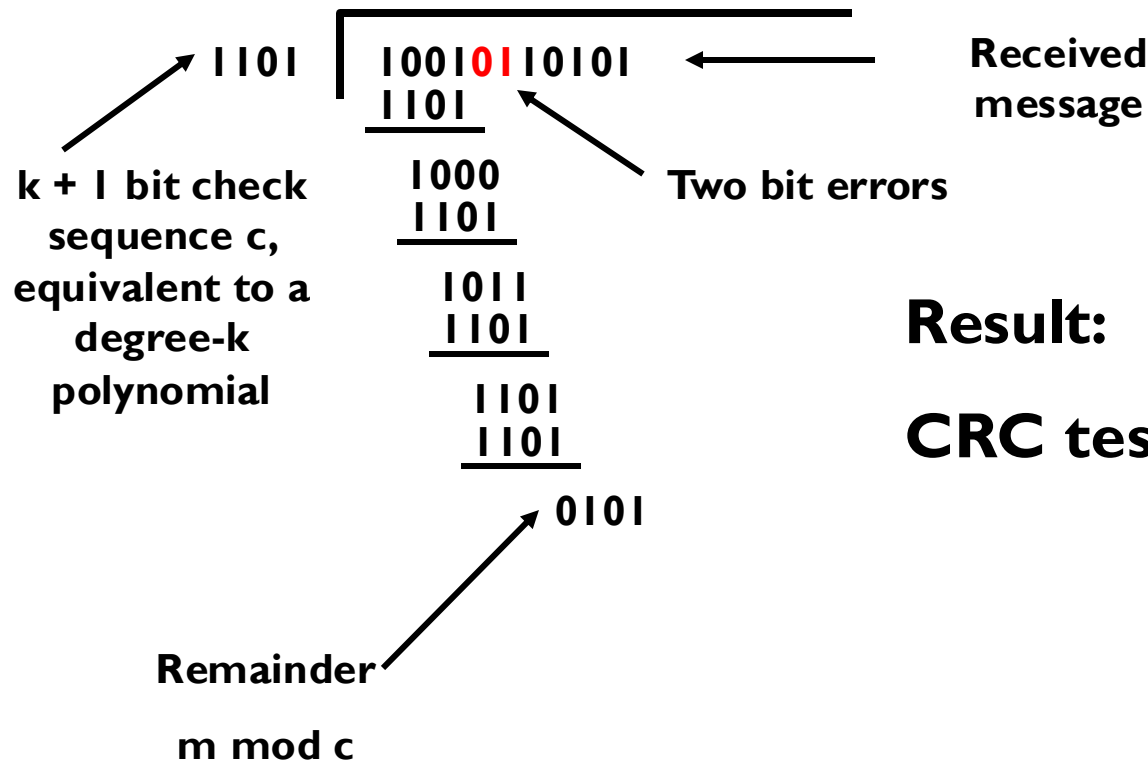 1101
10010110101
Received
message
1101
k + 1 bit check
sequence c,
equivalent to a
degree-k
polynomial
1000
1101
Two bit errors
1011
1101
Result:
1101
1101
CRC tes
0101
Remainder
m mod c